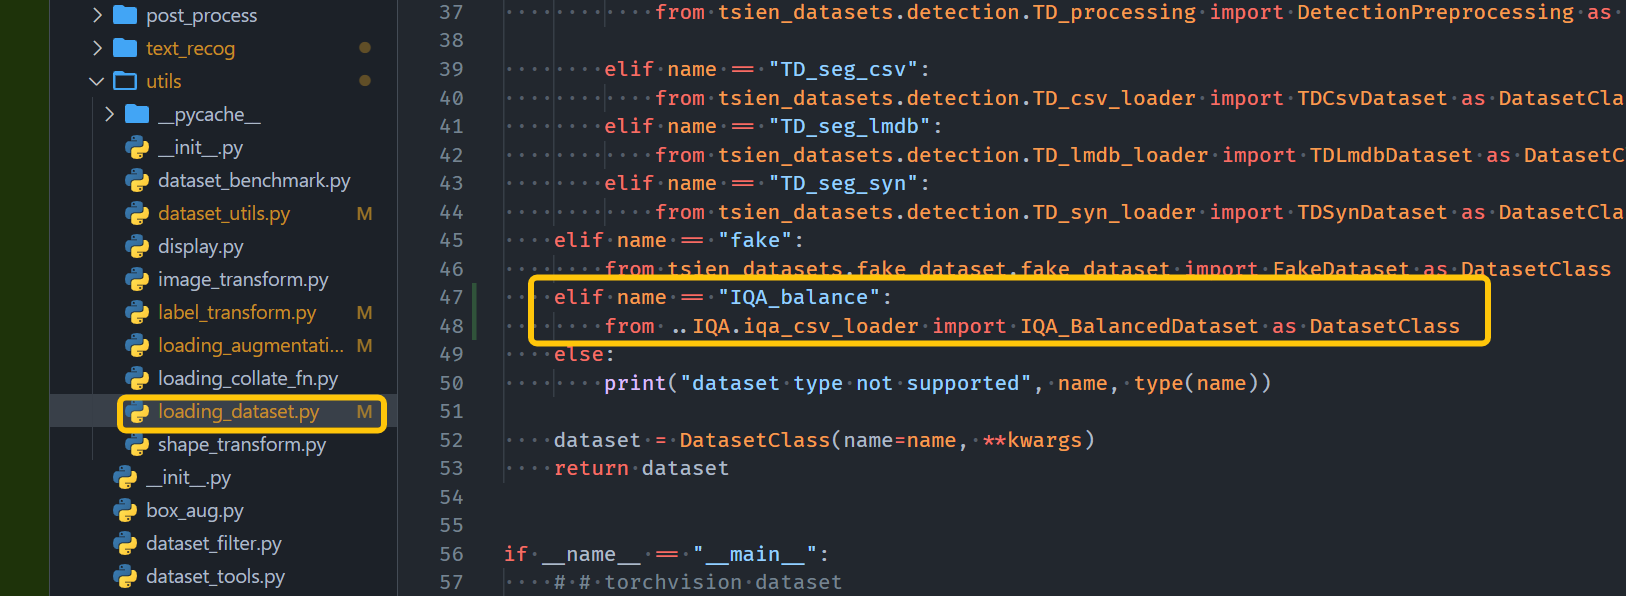 post_process
text_recog
utils
__pycache__
__init__.py
dataset_benchmark.py
dataset_utils.py M
display.py
image_transform.py
label_transform.py M
loading_augmentati... M
loading_collate_fn.py
loading_dataset.py M
shape_transform.py
__init__.py
box_aug.py
dataset_filter.py
dataset_tools.py
37 from tsien_datasets.detection.TD_processing import DetectionPreprocessing as
38
39 elif name == "TD_seg_csv":
40 from tsien_datasets.detection.TD_csv_loader import TDCsvDataset as DatasetCla
41 elif name == "TD_seg_lmdb":
42 from tsien_datasets.detection.TD_lmdb_loader import TDLmdbDataset as DatasetC
43 elif name == "TD_seg_syn":
44 from tsien_datasets.detection.TD_syn_loader import TDSynDataset as DatasetCla
45 elif name == "fake":
46 from tsien_datasets.fake_dataset.fake_dataset import FakeDataset as DatasetClass
47 elif name == "IQA_balance":
48 from ..IQA.iqa_csv_loader import IQA_BalancedDataset as DatasetClass
49 else:
50 print("dataset type not supported", name, type(name))
51
52 dataset = DatasetClass(name=name, **kwargs)
53 return dataset
54
55
56 if __name__ == "__main__":
57 # # torchvision dataset